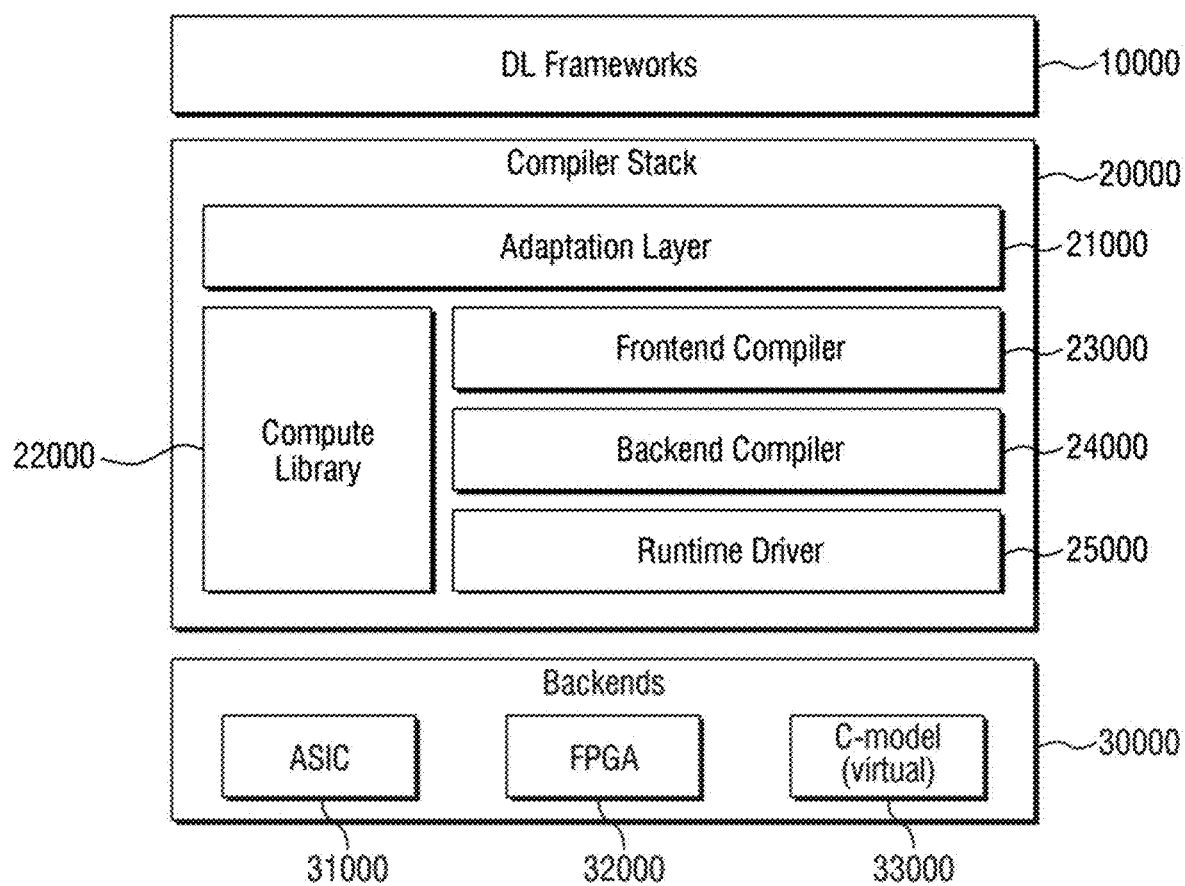 DL Frameworks
10000
Compiler Stack
20000
Adaptation Layer
21000
22000
Compute
Library
Frontend Compiler
23000
Backend Compiler
24000
Runtime Driver
25000
Backends
30000
ASIC
FPGA
C-model
(virtual)
31000
32000
33000